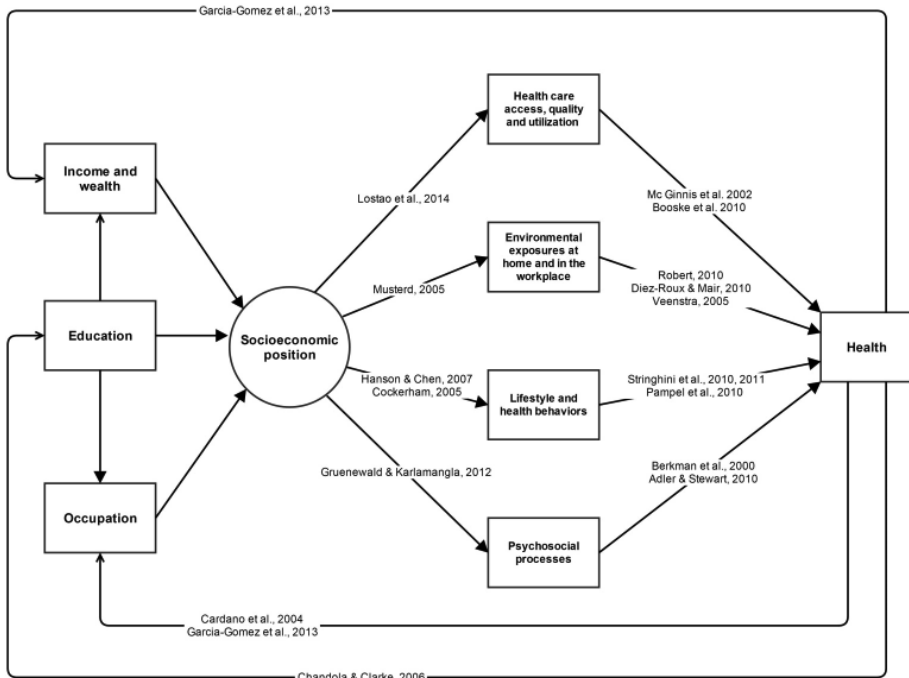 Garcia-Gomez et al., 2013
Health care
access, quality
and utilization
Income and
wealth
Lostao et al., 2014
Mc Ginnis et al. 2002
Booske et al. 2010
Environmental
exposures at
home and in the
workplace
Musterd, 2005
Robert, 2010
Diez-Roux & Mair, 2010
Veenstra, 2005
Education
Socioeconomic
position
Health
Hanson & Chen, 2007
Cockerham, 2005
Lifestyle and
health behaviors
Stringhini et al., 2010, 2011
Pampel et al., 2010
Gruenewald & Karlamangla, 2012
Berkman et al., 2000
Adler & Stewart, 2010
Occupation
Psychosocial
processes
Cardano et al., 2004
Garcia-Gomez et al., 2013
Chandola & Clarke, 2006